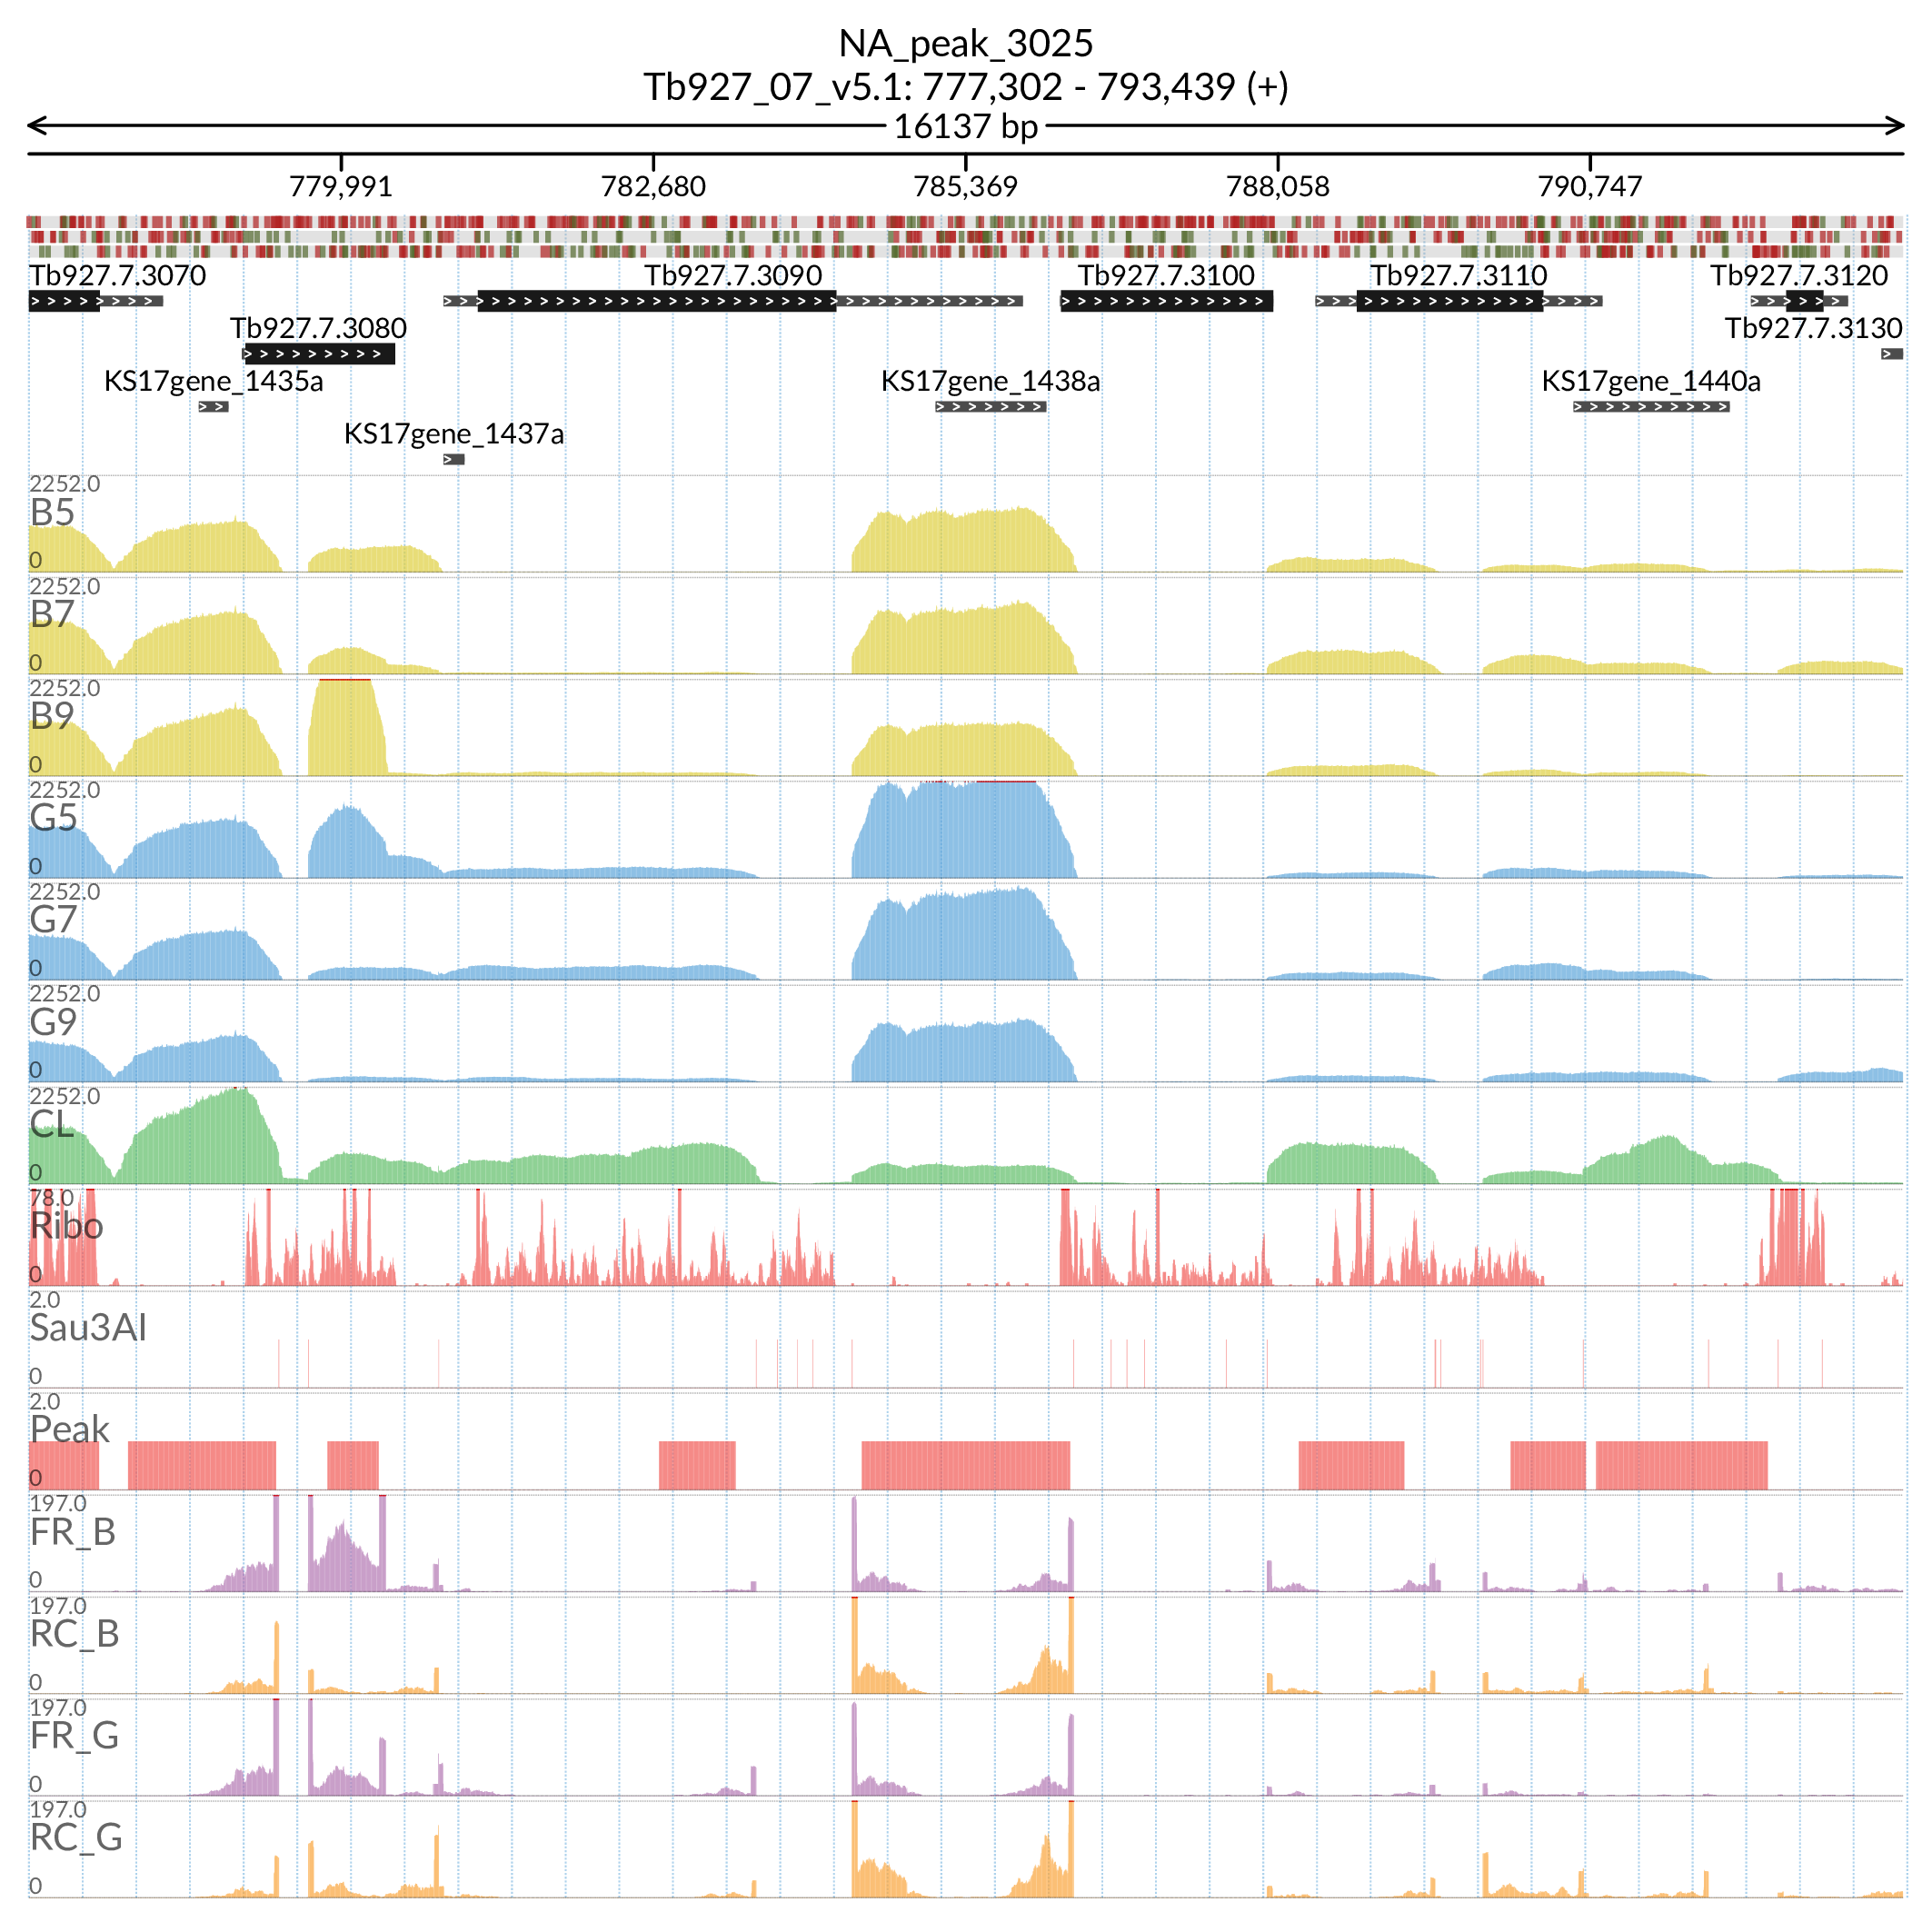 NA_peak_3025
Tb927_07_v5.1: 777,302 - 793,439 (+)
16137 bp
779,991 782,680 785,369 788,058 790,747
Tb927.7.3070 Tb927.7.3090 Tb927.7.3100 Tb927.7.3110 Tb927.7.3120
Tb927.7.3080 Tb927.7.3130
KS17gene_1435a KS17gene_1438a KS17gene_1440a
KS17gene_1437a
2252.0
B5
0
2252.0
B7
0
2252.0
B9
0
2252.0
G5
0
2252.0
G7
0
2252.0
G9
0
2252.0
CL
0
78.0
Ribo
0
2.0
Sau3AI
0
2.0
Peak
0
197.0
FR_B
0
197.0
RC_B
0
197.0
FR_G
0
197.0
RC_G
0